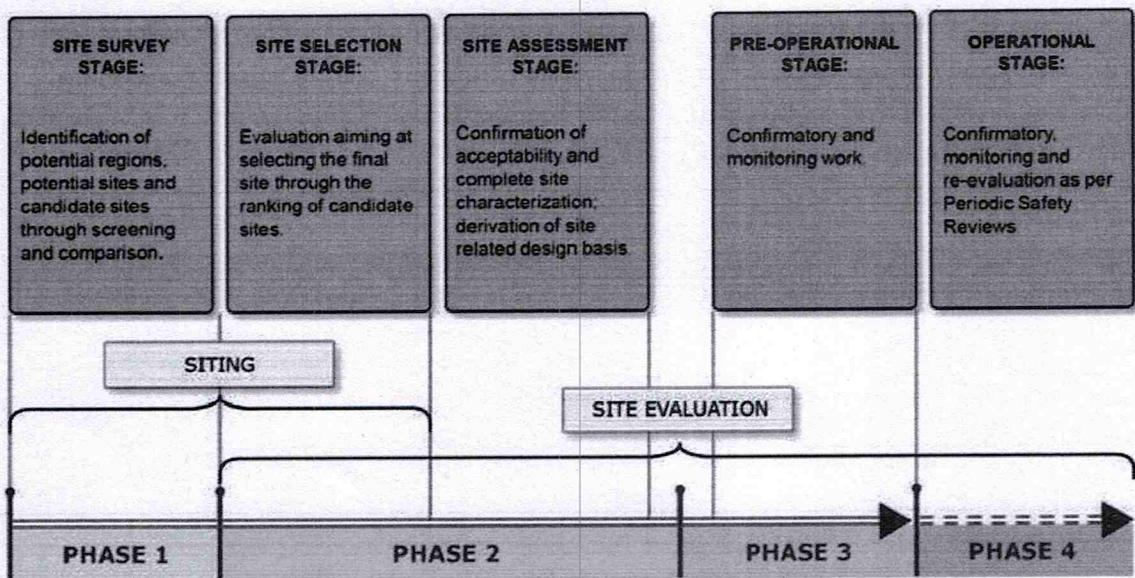 SITE SURVEY
STAGE:
Identification of
potential regions,
potential sites and
candidate sites
through screening
and comparison.
SITE SELECTION
STAGE:
Evaluation aiming at
selecting the final
site through the
ranking of candidate
sites.
SITE ASSESSMENT
STAGE:
Confirmation of
acceptability and
complete site
characterization;
derivation of site
related design basis
PRE-OPERATIONAL
STAGE:
Confirmatory and
monitoring work
OPERATIONAL
STAGE:
Confirmatory,
monitoring and
re-evaluation as per
Periodic Safety
Reviews
SITING
SITE EVALUATION
PHASE 1
PHASE 2
PHASE 3
PHASE 4